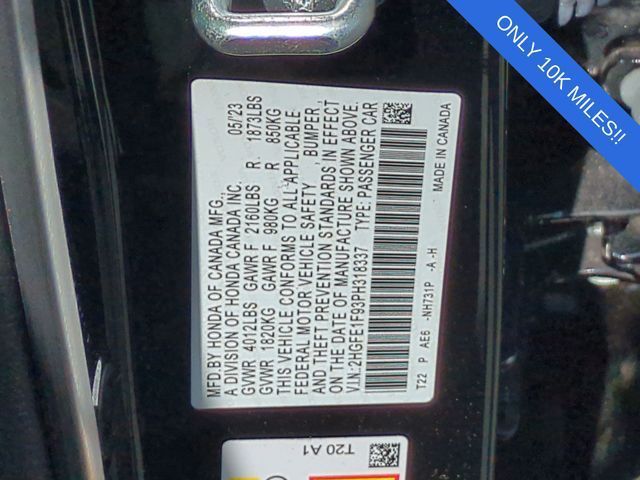 ONLY 10K MILES!!
MFD.BY HONDA OF CANADA MFG., 05/23
A DIVISION OF HONDA CANADA INC.
GVWR 4012LBS GAWR F 2160LBS R 1873LBS
GVWR 1820KG GAWR F 980KG R 850KG
THIS VEHICLE CONFORMS TO ALL APPLICABLE
FEDERAL MOTOR VEHICLE SAFETY BUMPER,
AND THEFT PREVENTION STANDARDS IN EFFECT
ON THE DATE OF MANUFACTURE SHOWN ABOVE.
V.I.N.:2HGFE1F93PH318337 TYPE: PASSENGER CAR
T22 P AE6 -NH731P -A -H
MADE IN CANADA
T20 A1